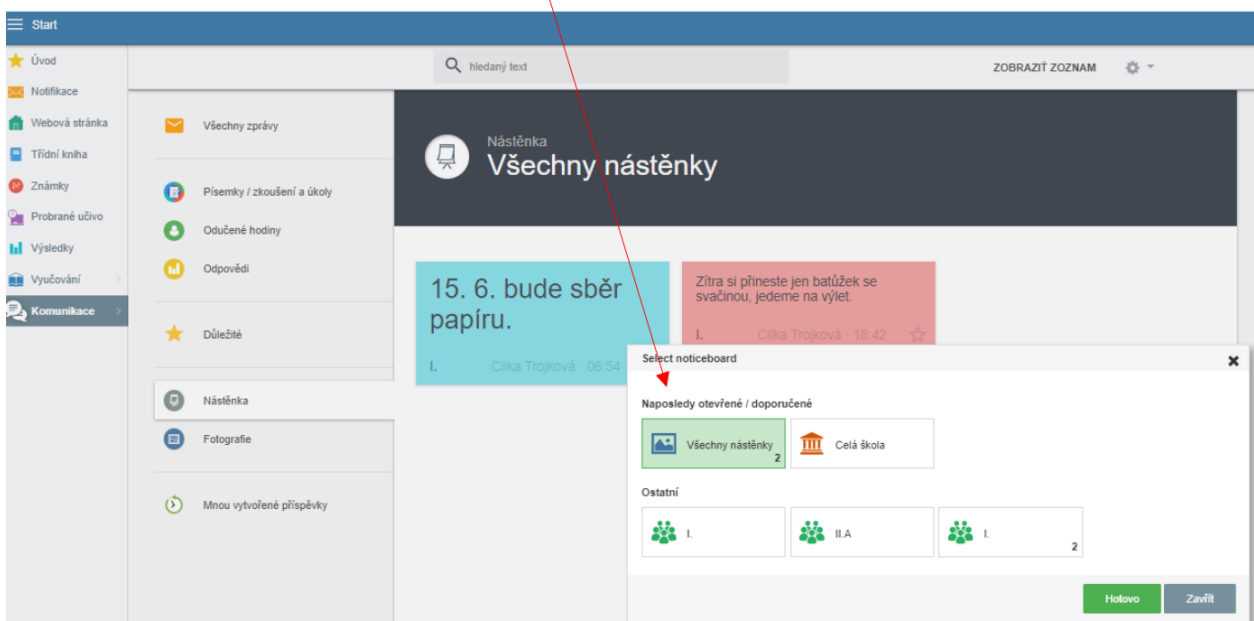 Start
Úvod
Notifikace
Webová stránka
Třídní kniha
Známky
Probrané učivo
Výsledky
Vyučování
Komunikace
hledaný text
ZOBRAZIŤ ZOZNAM
Všechny zprávy
Písemky / zkoušení a úkoly
Odučené hodiny
Odpovědi
Důležité
Nástěnka
Fotografie
Mnou vytvořené příspěvky
Nástěnka
Všechny nástěnky
15. 6. bude sběr
papíru.
I. Cilka Trojková · 06:54
Zítra si přineste jen batůžek se
svačinou, jedeme na výlet.
I. Cilka Trojková · 18:42
Select noticeboard
Naposledy otevřené / doporučené
Všechny nástěnky 2
Celá škola
Ostatní
I.
II.A
I. 2
Hotovo
Zavřít